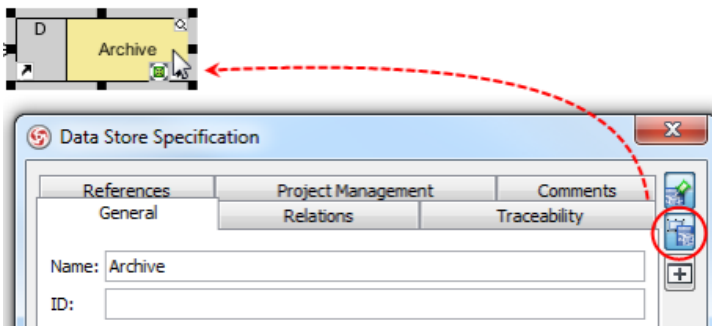 D
Archive
Data Store Specification
References Project Management Comments
General Relations Traceability
Name: Archive
ID: